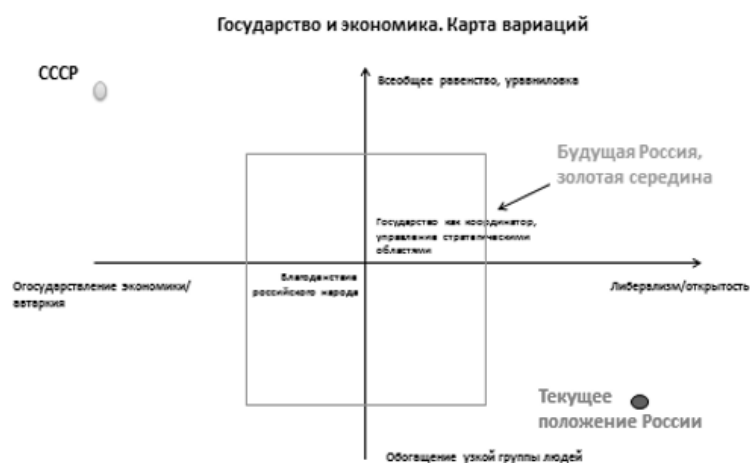 Государство и экономика. Карта вариаций
СССР
Всеобщее равенство, уравниловка
Будущая Россия,
золотая середина
Государство как координатор,
управление стратегическими
областями
Благоденствие
российского народа
Огосударствление экономики/
автаркия
Либерализм/открытость
Текущее
положение России
Обогащение узкой группы людей